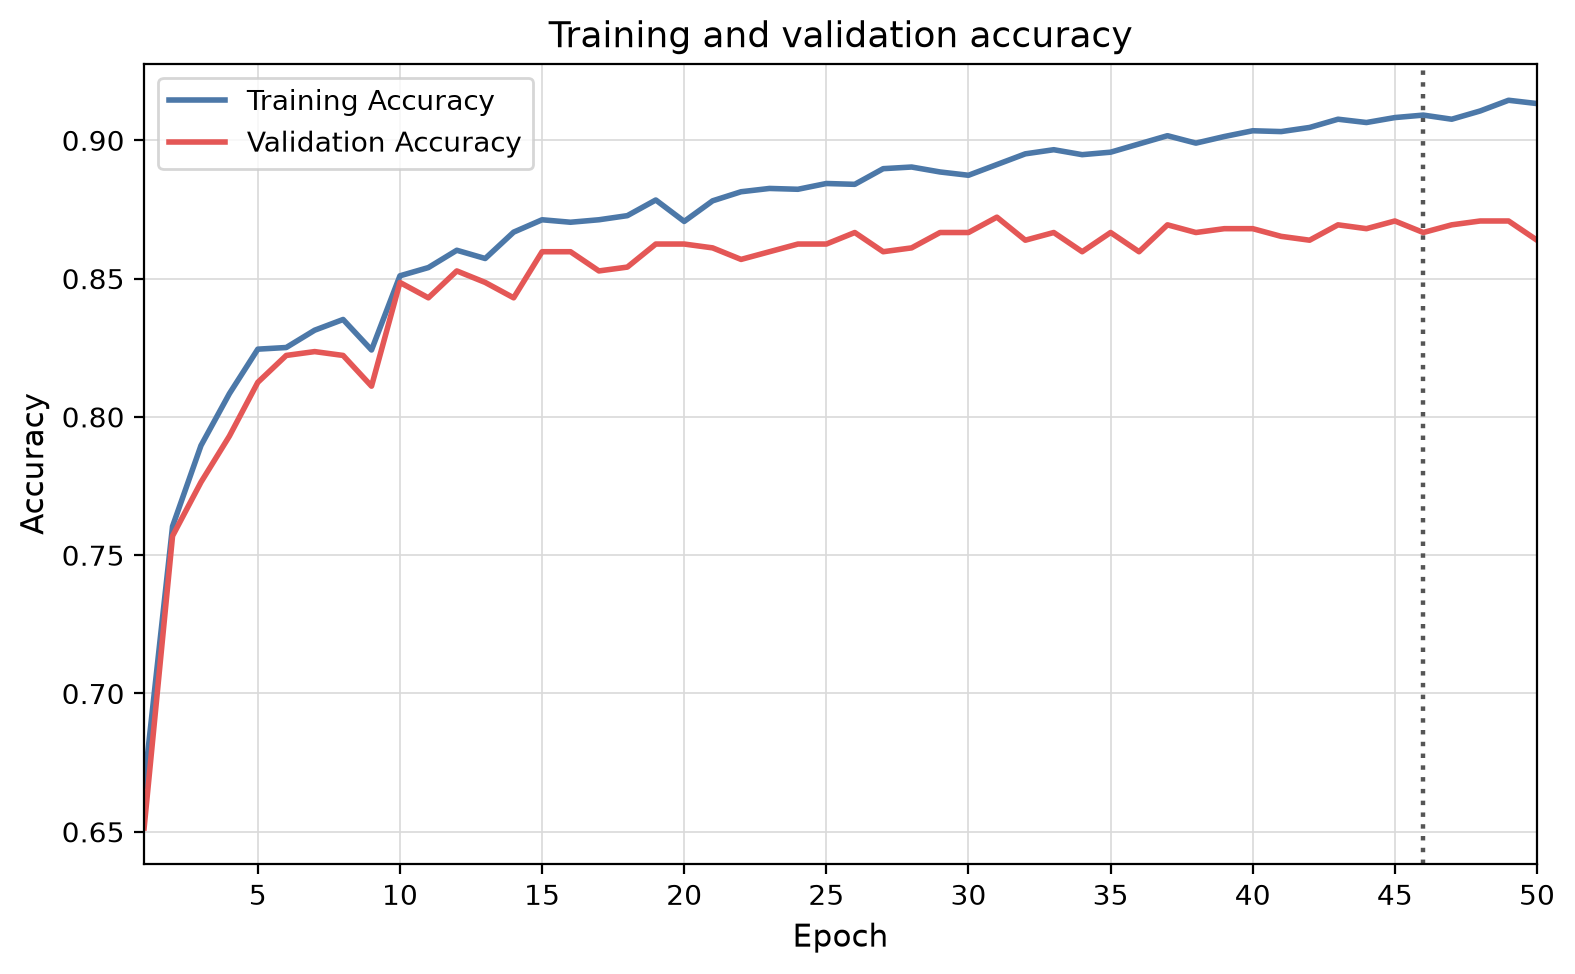 Training and validation accuracy
Training Accuracy
Validation Accuracy
0.90
0.85
0.80
0.75
0.70
0.65
Accuracy
5 10 15 20 25 30 35 40 45 50
Epoch